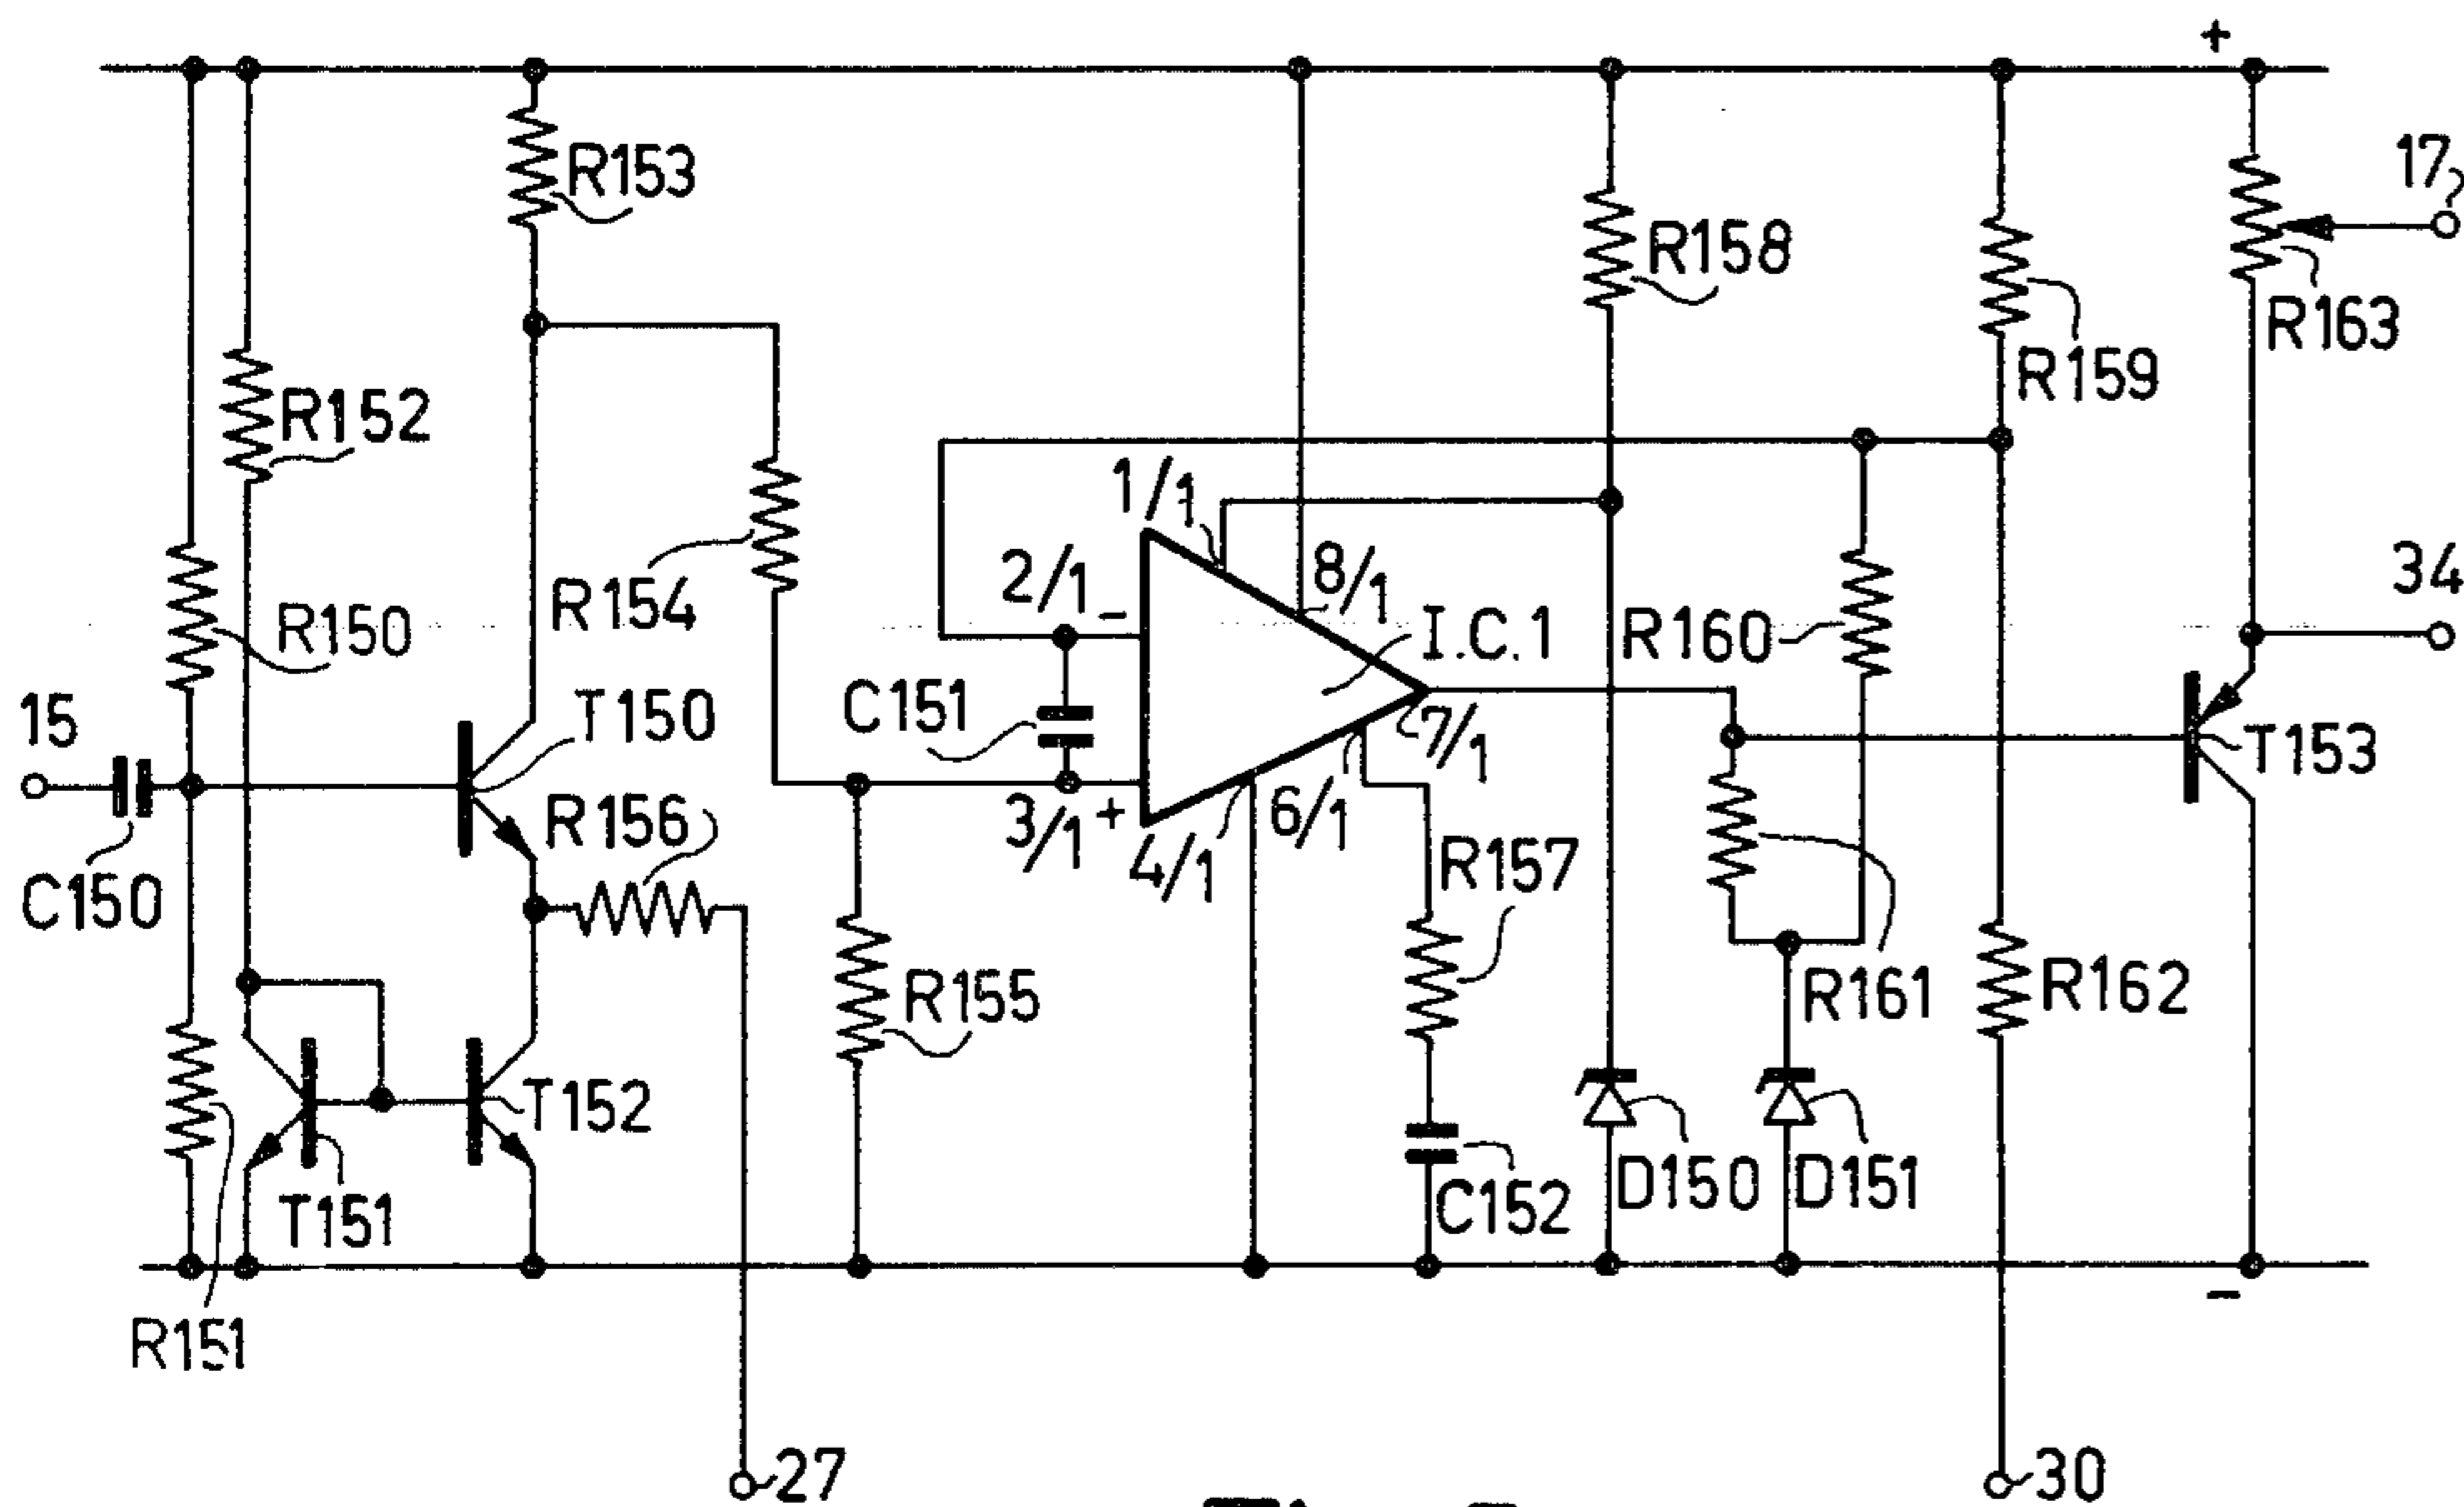 +
R153
17
R158
R163
R159
R152
1/1
2/1
-
8/1
34
R154
I.C.1
R160
R150
15
T150
C151
7/1
T153
R156
3/1
+
6/1
4/1
R157
C150
R155
R161
R162
T152
D150
D151
C152
T151
-
R151
27
30